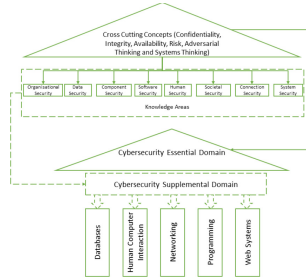 Cross Cutting Concepts (Confidentiality,
Integrity, Availability, Risk, Adversarial
Thinking and Systems Thinking)
Organisational Security
Data Security
Component Security
Software Security
Human Security
Societal Security
Connection Security
System Security
Knowledge Areas
Cybersecurity Essential Domain
Cybersecurity Supplemental Domain
Databases
Human Computer
Interaction
Networking
Programming
Web Systems